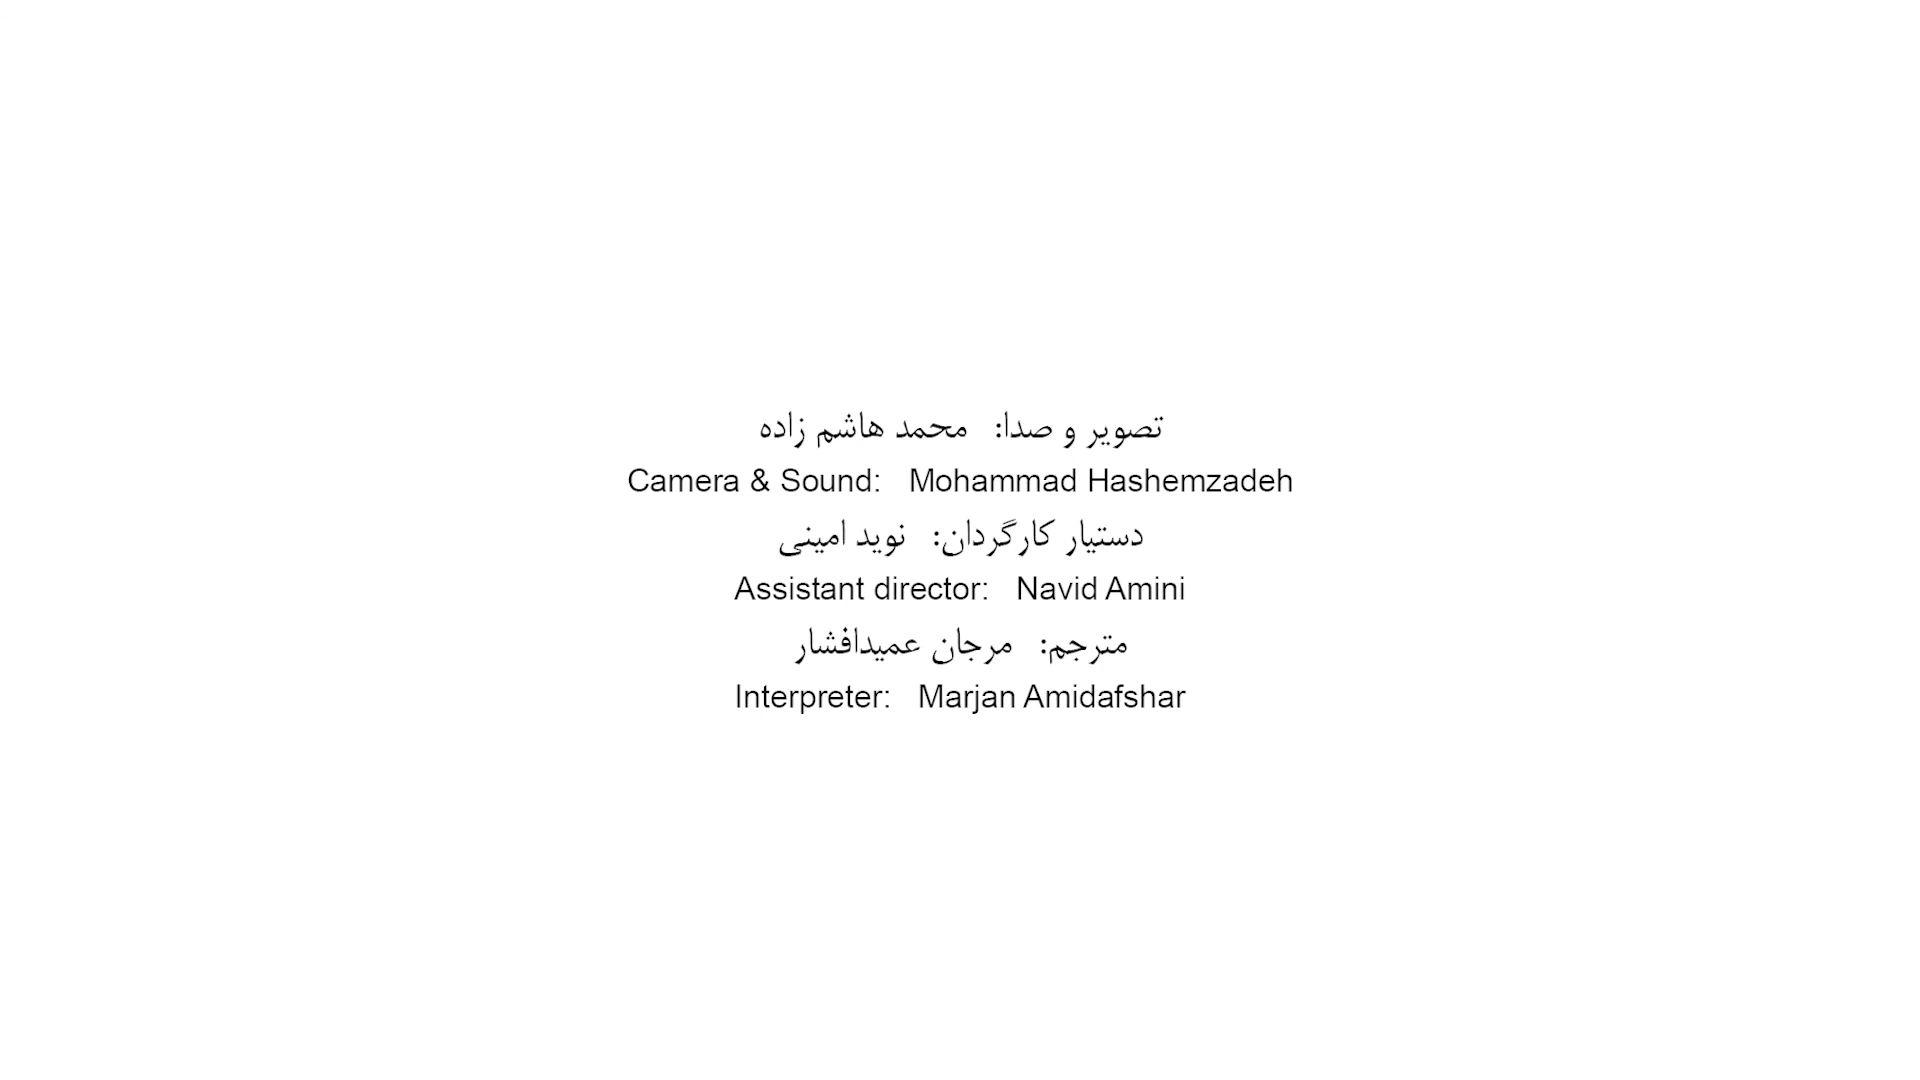 تصویر و صدا: محمد هاشم زاده
Camera & Sound: Mohammad Hashemzadeh
دستیار کارگردان: نوید امینی
Assistant director: Navid Amini
مترجم: مرجان عمیدافشار
Interpreter: Marjan Amidafshar